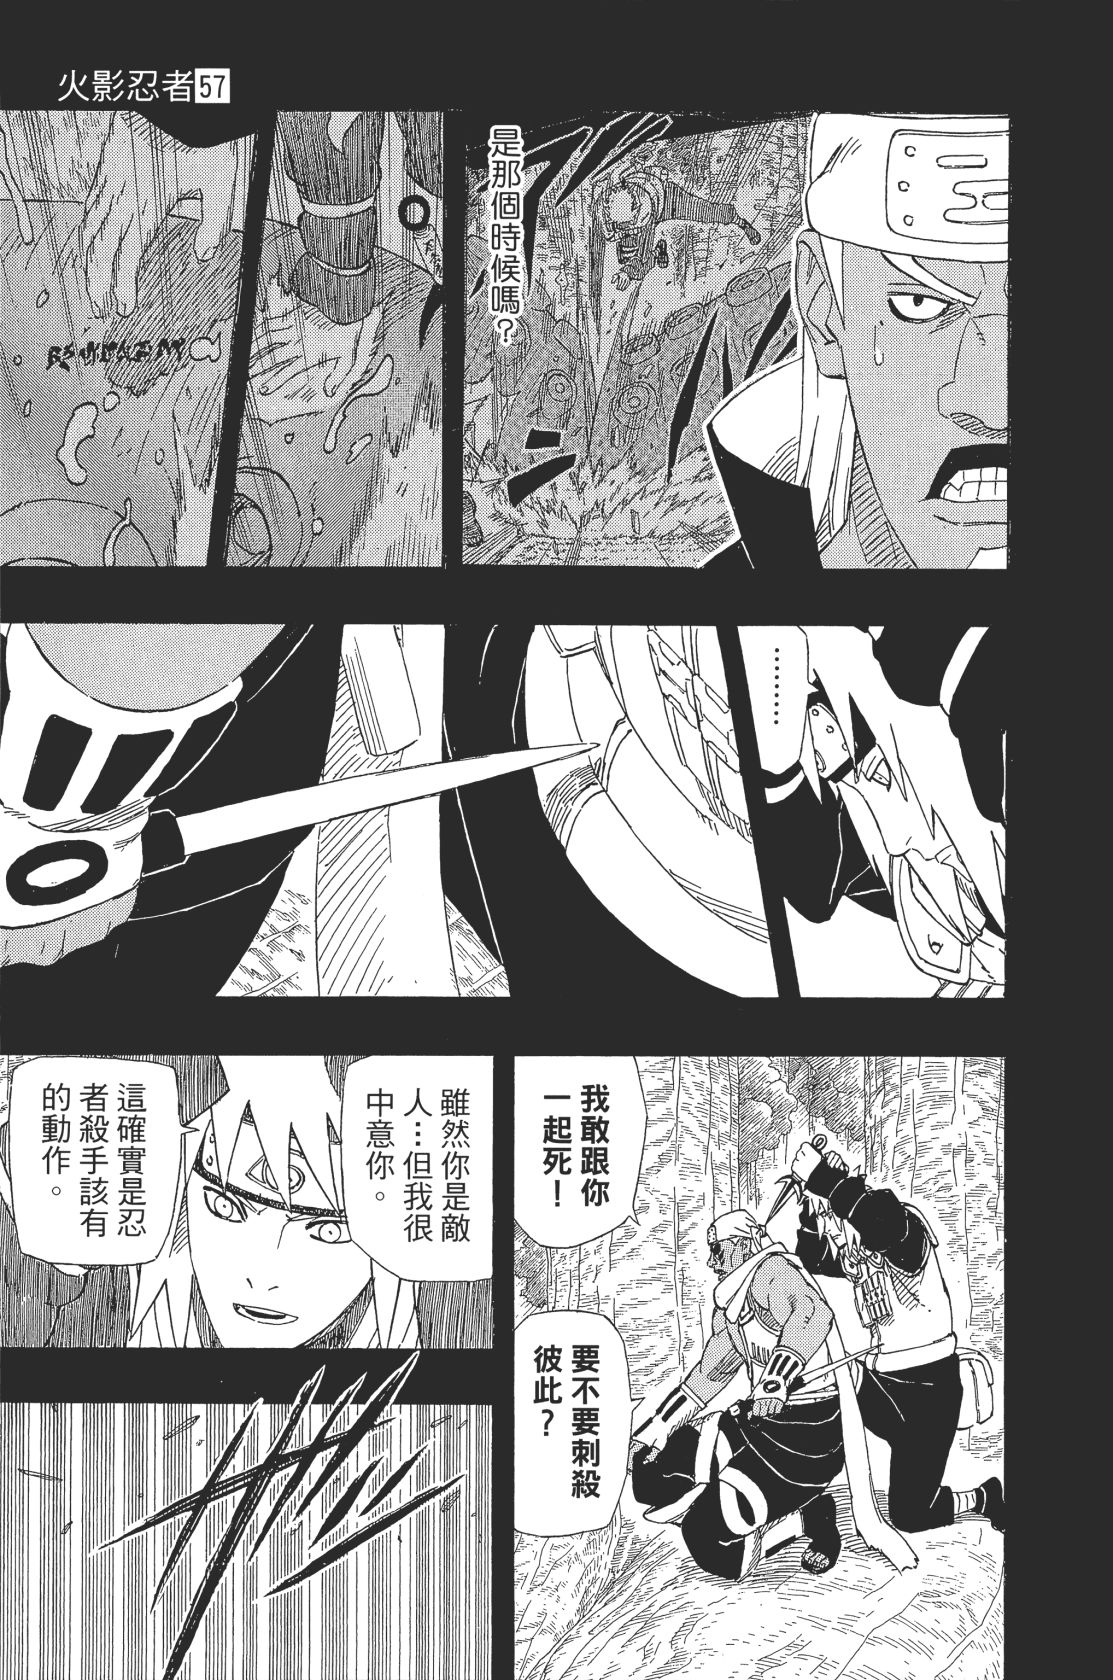 火影忍者57
是那個時候嗎？
………
我敢跟你
一起死！
要不要刺殺
彼此？
雖然你是敵
人…但我很
中意你。
這確實是忍
者殺手該有
的動作。